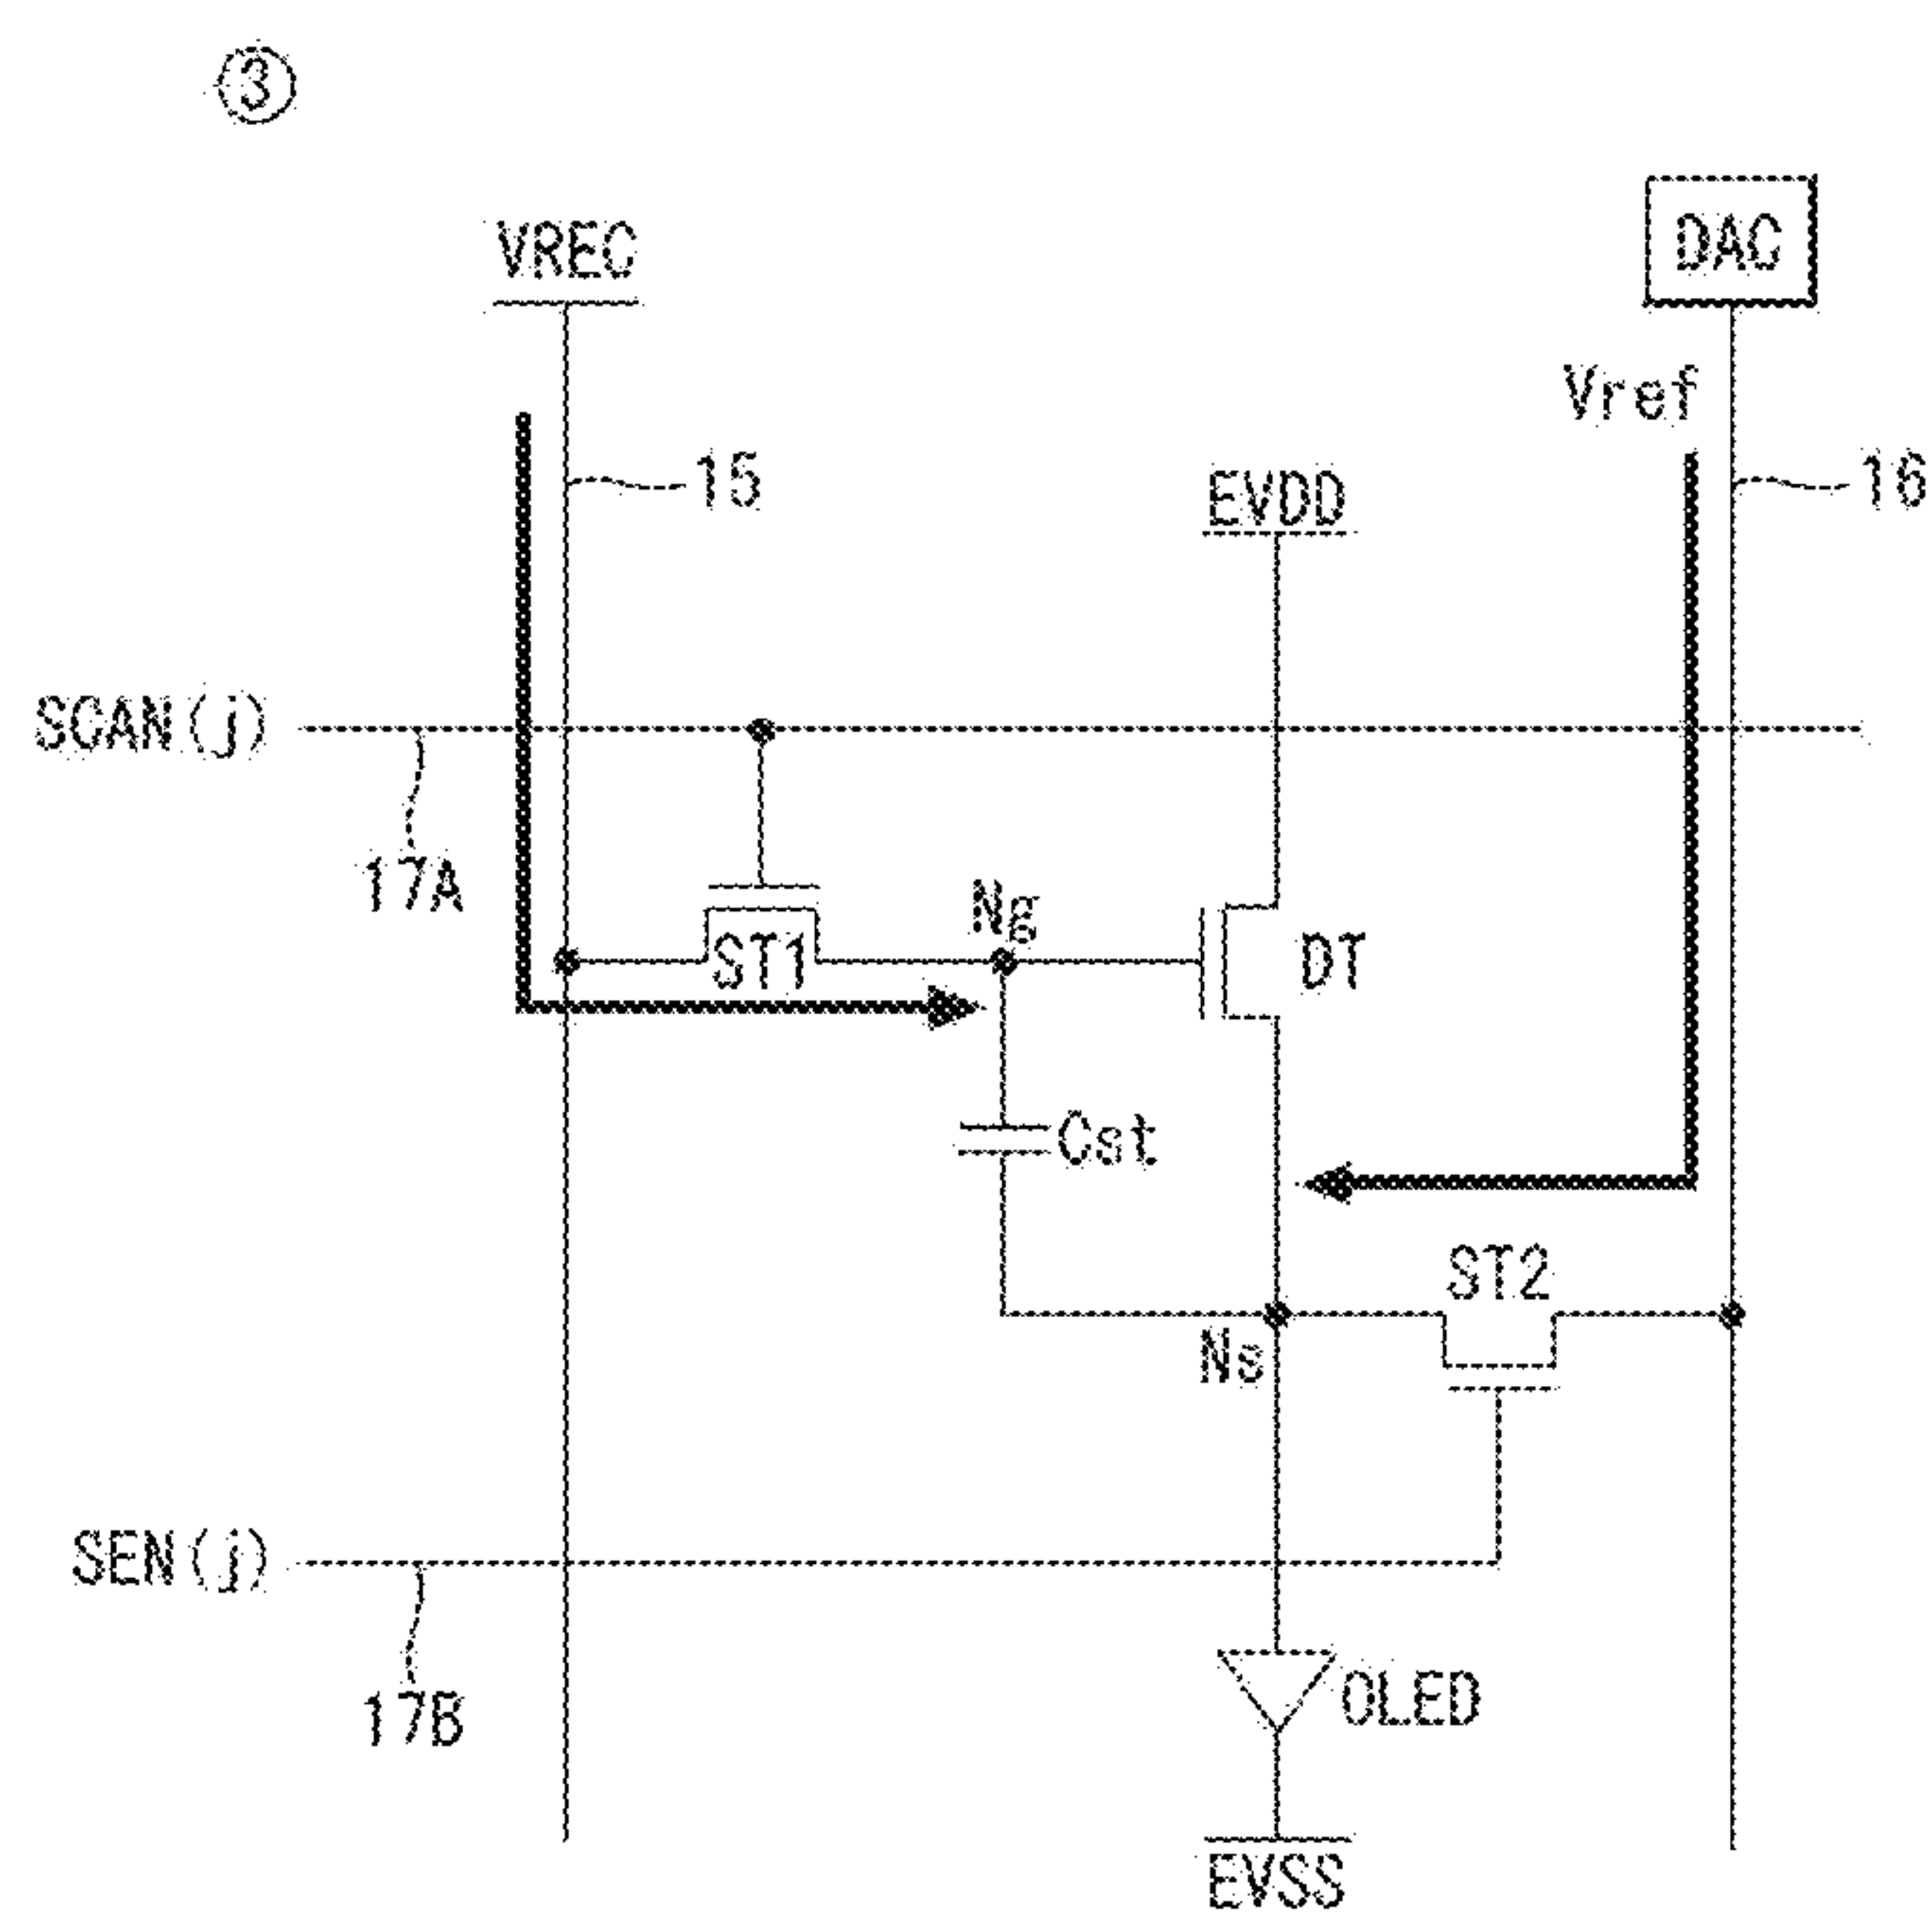 ③
VREC
DAC
Vref
15
16
EVDD
SCAN(j)
17A
Ng
ST1
DT
Cst
ST2
Ns
SEN(j)
17B
OLED
EVSS